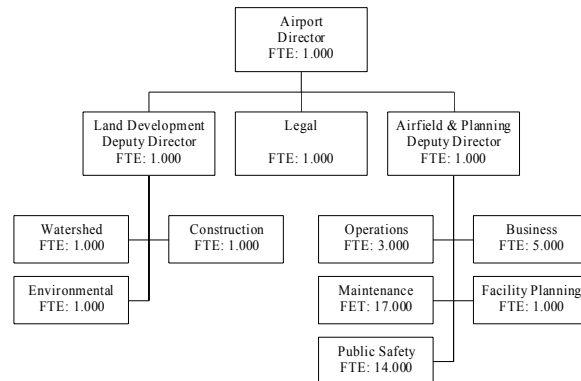 Airport
Director
FTE: 1.000
Land Development
Deputy Director
FTE: 1.000
Legal
FTE: 1.000
Airfield & Planning
Deputy Director
FTE: 1.000
Watershed
FTE: 1.000
Construction
FTE: 1.000
Operations
FTE: 3.000
Business
FTE: 5.000
Environmental
FTE: 1.000
Maintenance
FET: 17.000
Facility Planning
FTE: 1.000
Public Safety
FTE: 14.000